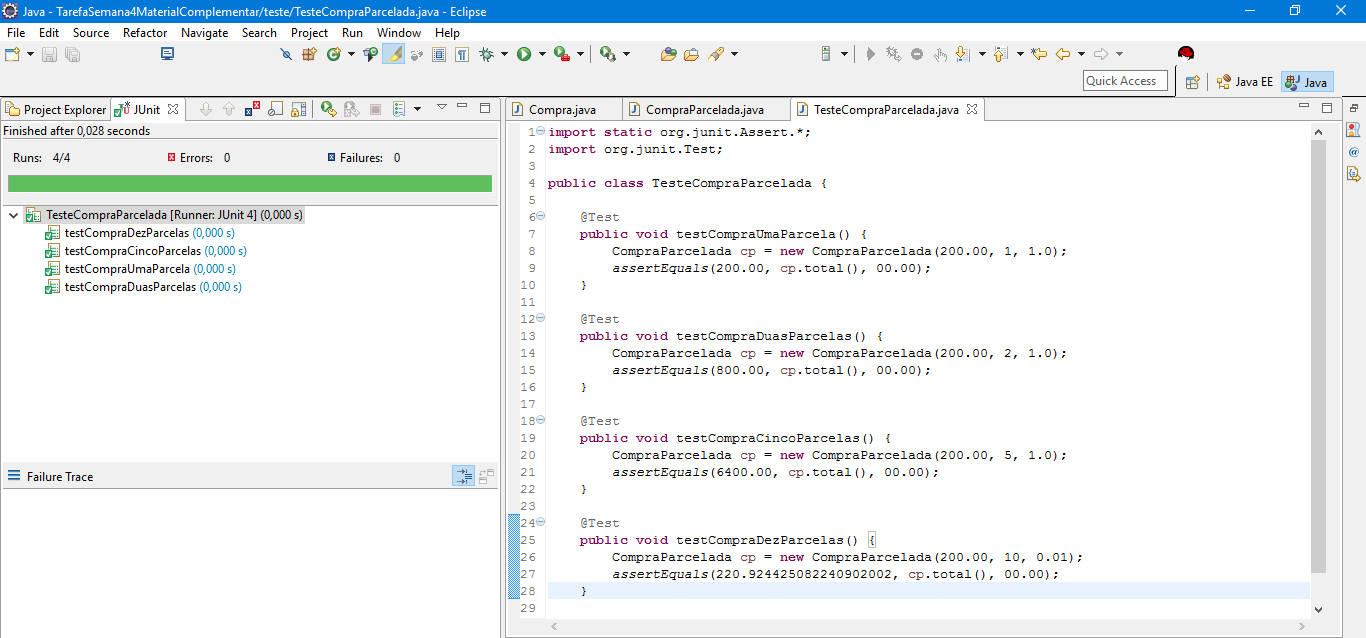 Java - TarefaSemana4MaterialComplementar/teste/TesteCompraParcelada.java - Eclipse
File Edit Source Refactor Navigate Search Project Run Window Help
Quick Access
Java EE
Java
Project Explorer
JUnit
Finished after 0,028 seconds
Runs: 4/4 Errors: 0 Failures: 0
TesteCompraParcelada [Runner: JUnit 4] (0,000 s)
testCompraDezParcelas (0,000 s)
testCompraCincoParcelas (0,000 s)
testCompraUmaParcela (0,000 s)
testCompraDuasParcelas (0,000 s)
Failure Trace
Compra.java
CompraParcelada.java
TesteCompraParcelada.java
1 import static org.junit.Assert.*;
2 import org.junit.Test;
3
4 public class TesteCompraParcelada {
5
6 @Test
7 public void testCompraUmaParcela() {
8 CompraParcelada cp = new CompraParcelada(200.00, 1, 1.0);
9 assertEquals(200.00, cp.total(), 00.00);
10 }
11
12 @Test
13 public void testCompraDuasParcelas() {
14 CompraParcelada cp = new CompraParcelada(200.00, 2, 1.0);
15 assertEquals(800.00, cp.total(), 00.00);
16 }
17
18 @Test
19 public void testCompraCincoParcelas() {
20 CompraParcelada cp = new CompraParcelada(200.00, 5, 1.0);
21 assertEquals(6400.00, cp.total(), 00.00);
22 }
23
24 @Test
25 public void testCompraDezParcelas() {
26 CompraParcelada cp = new CompraParcelada(200.00, 10, 0.01);
27 assertEquals(220.924425082240902002, cp.total(), 00.00);
28 }
29